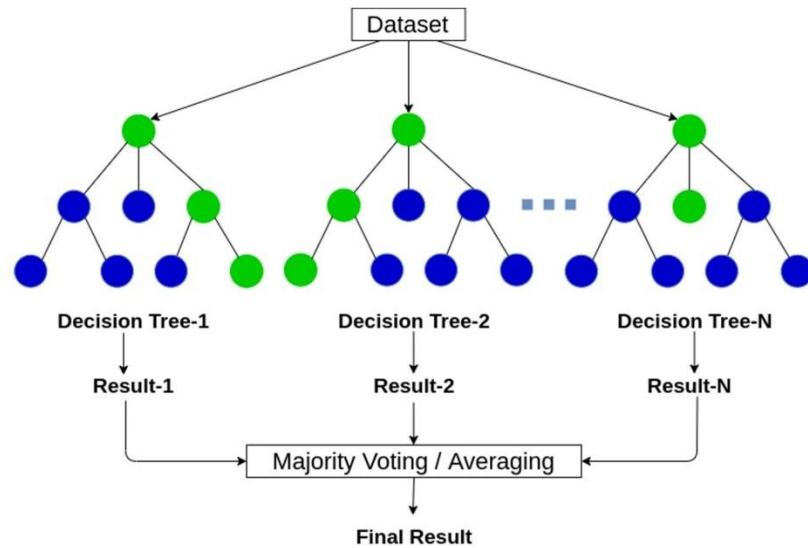 Dataset
Decision Tree-1
Decision Tree-2
Decision Tree-N
Result-1
Result-2
Result-N
Majority Voting / Averaging
Final Result